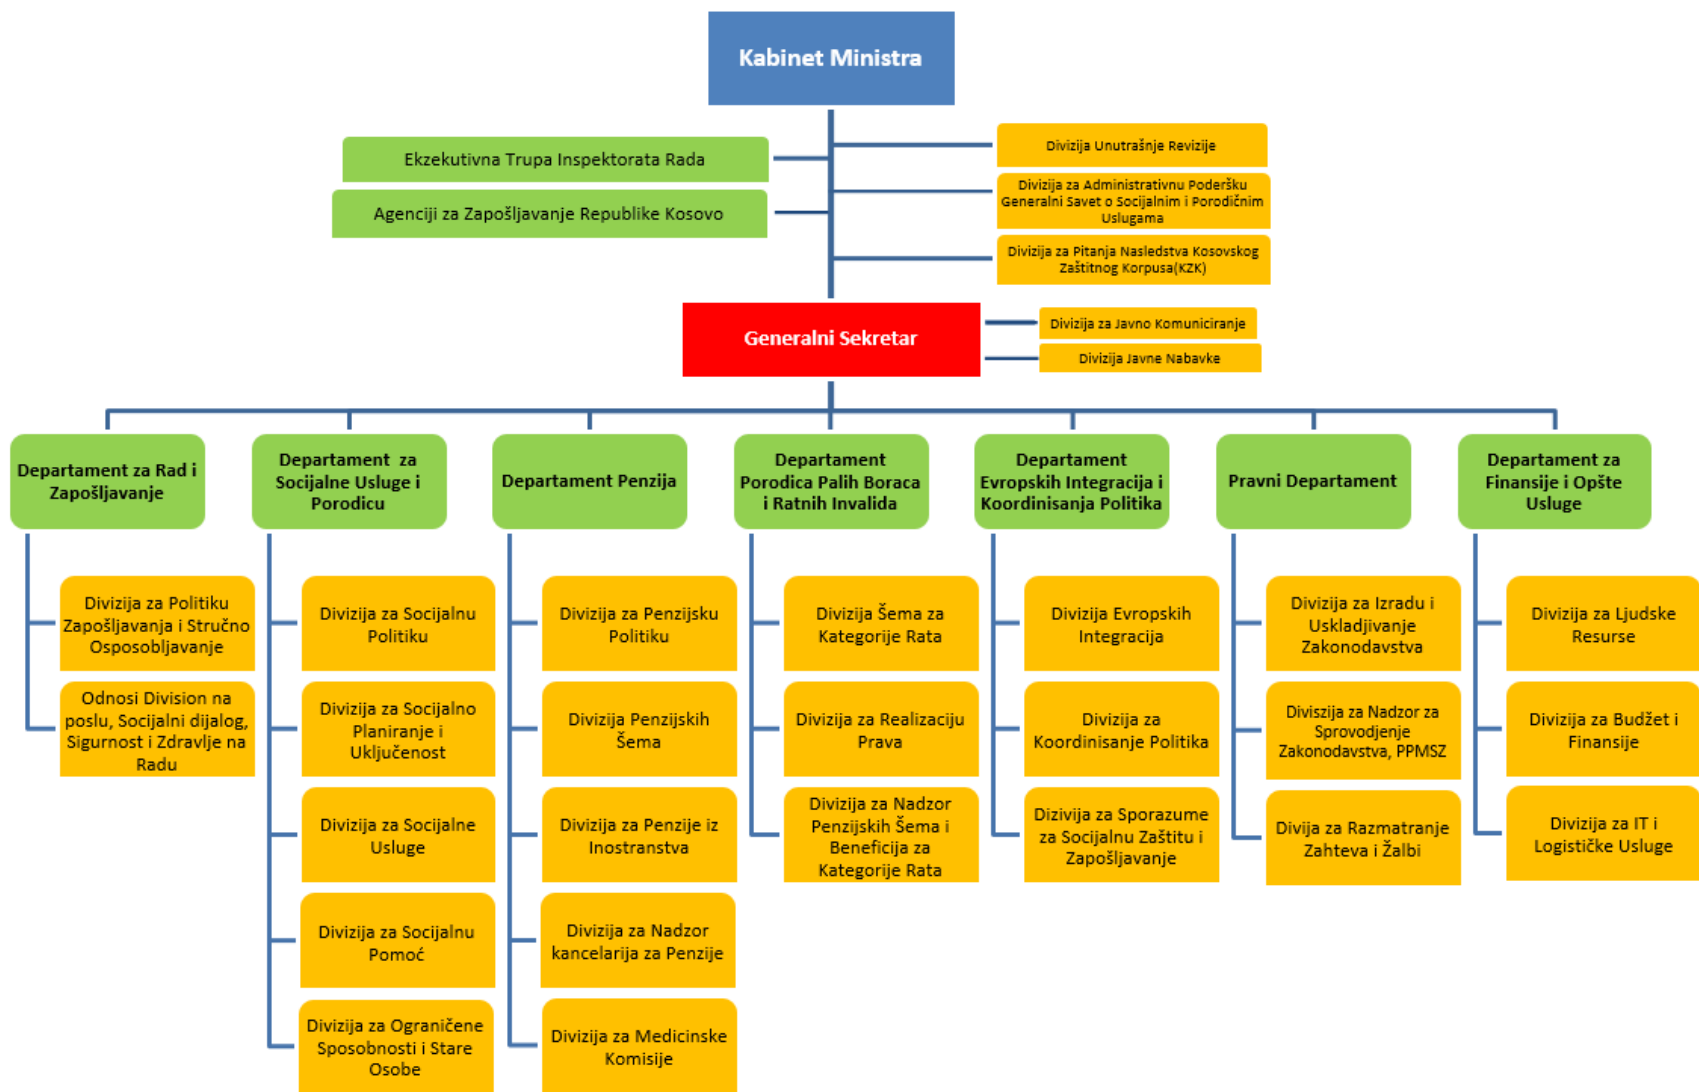 Kabinet Ministra
Ekzekutivna Trupa Inspektorata Rada
Agenciji za Zapošljavanje Republike Kosovo
Divizija Unutrašnje Revizije
Divizija za Administrativnu Poderšku
Generalni Savet o Socijalnim i Porodičnim
Uslugama
Divizija za Pitanja Nasledstva Kosovskog
Zaštitnog Korpusa(KZK)
Generalni Sekretar
Divizija za Javno Komuniciranje
Divizija Javne Nabavke
Departament za Rad i
Zapošljavanje
Divizija za Politiku
Zapošljavanja i Stručno
Osposobljavanje
Odnosi Division na
poslu, Socijalni dijalog,
Sigurnost i Zdravlje na
Radu
Departament za
Socijalne Usluge i
Porodicu
Divizija za Socijalnu
Politiku
Divizija za Socijalno
Planiranje i
Uključenost
Divizija za Socijalne
Usluge
Divizija za Socijalnu
Pomoć
Divizija za Ograničene
Sposobnosti i Stare
Osobe
Departament Penzija
Divizija za Penzijsku
Politiku
Divizija Penzijskih
Šema
Divizija za Penzije iz
Inostranstva
Divizija za Nadzor
kancelarija za Penzije
Divizija za Medicinske
Komisije
Departament
Porodica Palih Boraca
i Ratnih Invalida
Divizija Šema za
Kategorije Rata
Divizija za Realizaciju
Prava
Divizija za Nadzor
Penzijskih Šema i
Beneficija za
Kategorije Rata
Departament
Evropskih Integracija i
Koordinisanja Politika
Divizija Evropskih
Integracija
Divizija za
Koordinisanje Politika
Dizivija za Sporazume
za Socijalnu Zaštitu i
Zapošljavanje
Pravni Departament
Divizija za Izradu i
Uskladjivanje
Zakonodavstva
Diviszija za Nadzor za
Sprovodjenje
Zakonodavstva, PPMSZ
Divija za Razmatranje
Zahteva i Žalbi
Departament za
Finansije i Opšte
Usluge
Divizija za Ljudske
Resurse
Divizija za Budžet i
Finansije
Divizija za IT i
Logističke Usluge